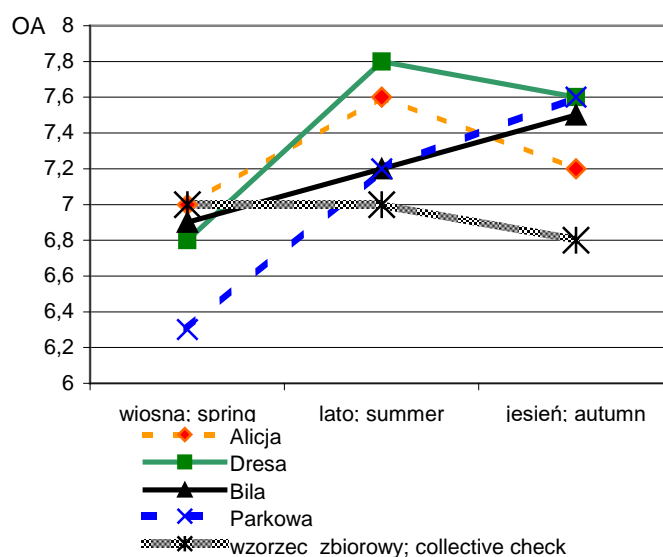 OA
8
7,8
7,6
7,4
7,2
7
6,8
6,6
6,4
6,2
6
wiosna; spring lato; summer jesień; autumn
Alicja
Dresa
Bila
Parkowa
wzorzec zbiorowy; collective check